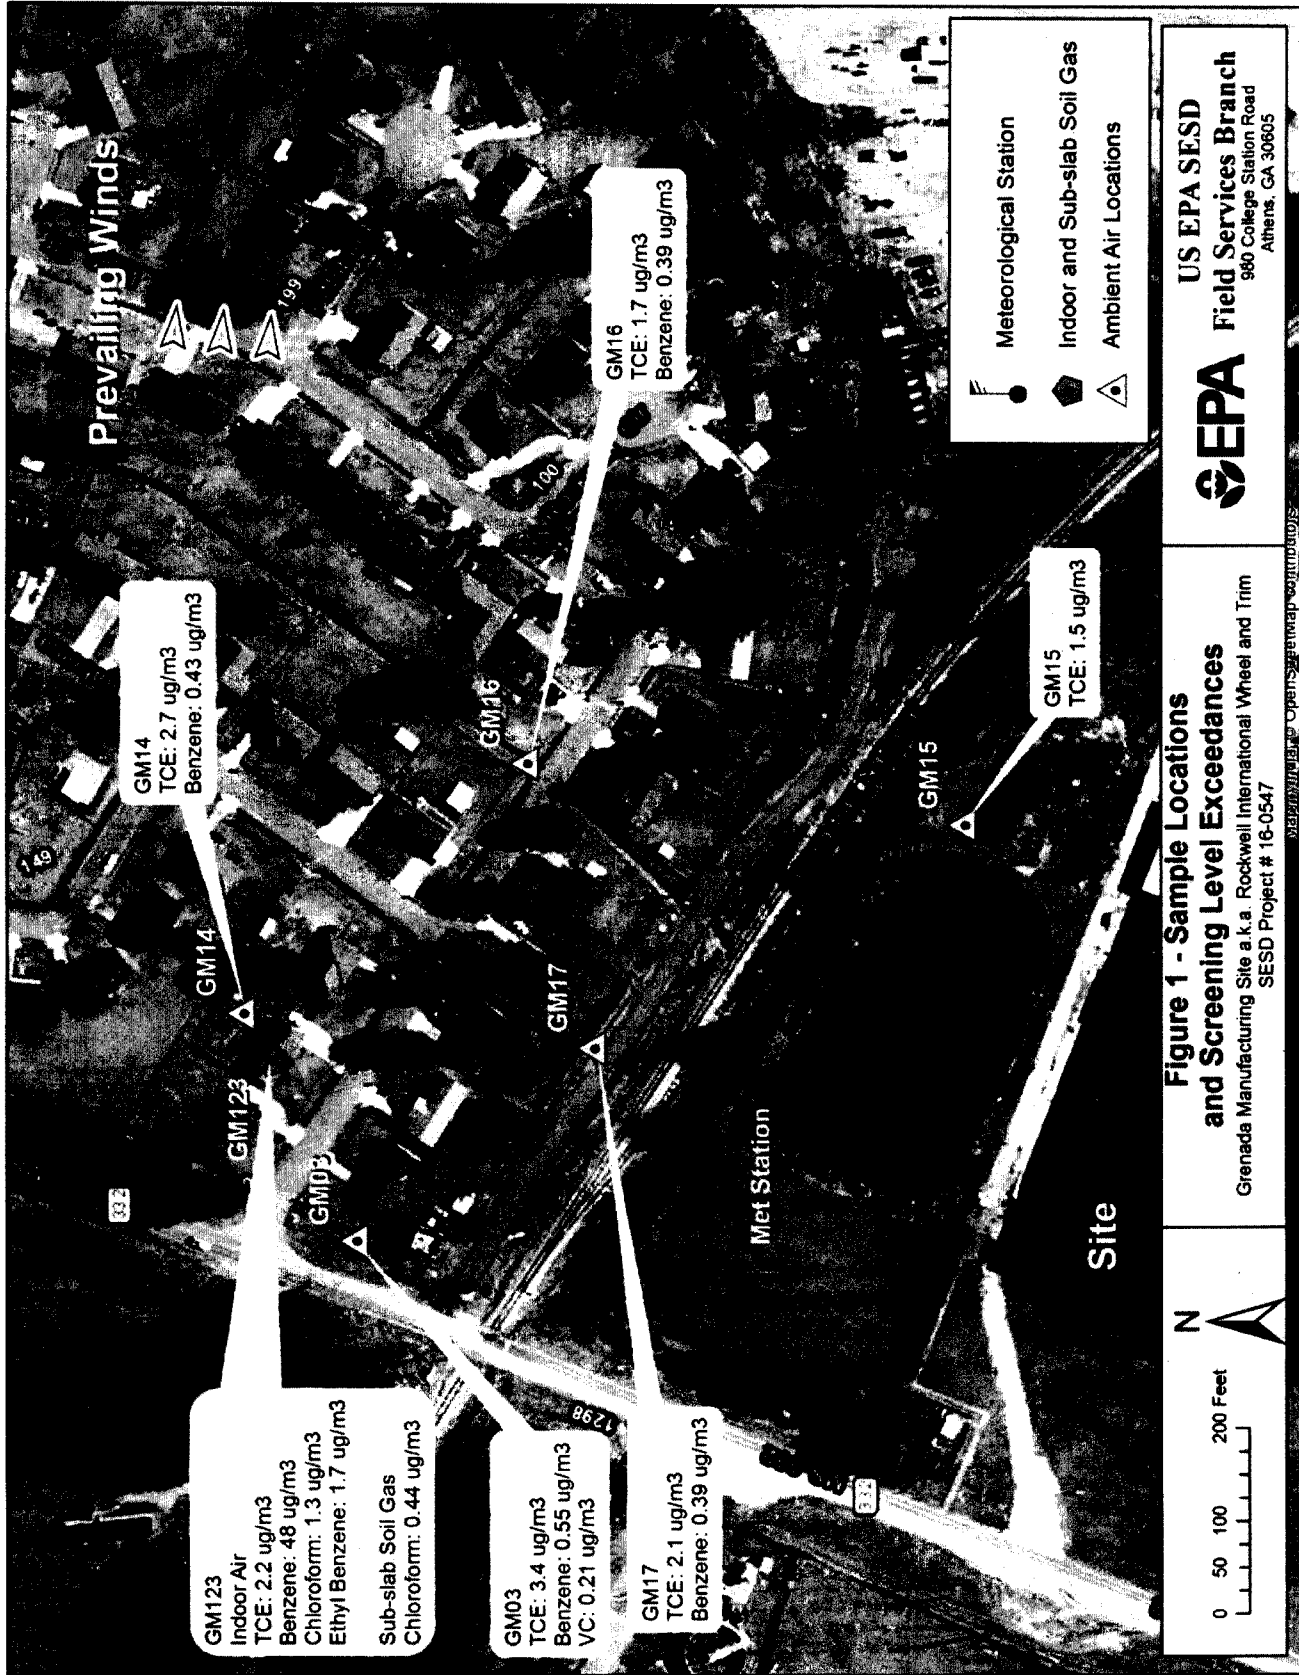 Prevailing Winds
199
GM14
TCE: 2.7 ug/m3
Benzene: 0.43 ug/m3
149
GM14
GM123
332
GM03
GM123
Indoor Air
TCE: 2.2 ug/m3
Benzene: 48 ug/m3
Chloroform: 1.3 ug/m3
Ethyl Benzene: 1.7 ug/m3
Sub-slab Soil Gas
Chloroform: 0.44 ug/m3
GM16
TCE: 1.7 ug/m3
Benzene: 0.39 ug/m3
100
GM16
GM17
GM03
TCE: 3.4 ug/m3
Benzene: 0.55 ug/m3
VC: 0.21 ug/m3
1298
GM17
TCE: 2.1 ug/m3
Benzene: 0.39 ug/m3
Met Station
332
GM15
GM15
TCE: 1.5 ug/m3
Site
Meteorological Station
Indoor and Sub-slab Soil Gas
Ambient Air Locations
N
0 50 100 200 Feet
Figure 1 - Sample Locations
and Screening Level Exceedances
Grenada Manufacturing Site a.k.a. Rockwell International Wheel and Trim
SESD Project # 16-0547
EPA
US EPA SESD
Field Services Branch
980 College Station Road
Athens, GA 30605
OpenStreetMap contributors